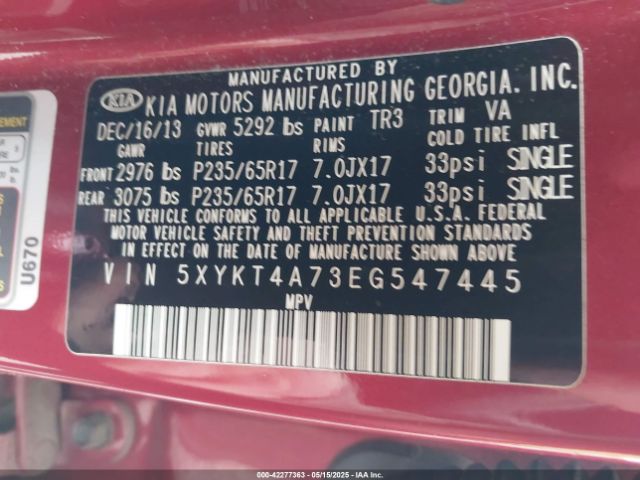 MANUFACTURED BY
KIA KIA MOTORS MANUFACTURING GEORGIA. INC.
DEC/16/13 GVWR 5292 lbs PAINT TR3 TRIM VA
GAWR TIRES RIMS COLD TIRE INFL
FRONT 2976 lbs P235/65R17 7.0JX17 33psi SINGLE
REAR 3075 lbs P235/65R17 7.0JX17 33psi SINGLE
THIS VEHICLE CONFORMS TO ALL APPLICABLE U.S.A. FEDERAL
MOTOR VEHICLE SAFETY AND THEFT PREVENTION STANDARDS
IN EFFECT ON THE DATE OF MANUFACTURE SHOWN ABOVE
VIN 5XYKT4A73EG547445
MPV
U670
000-42277363 - 05/15/2025 - IAA Inc.